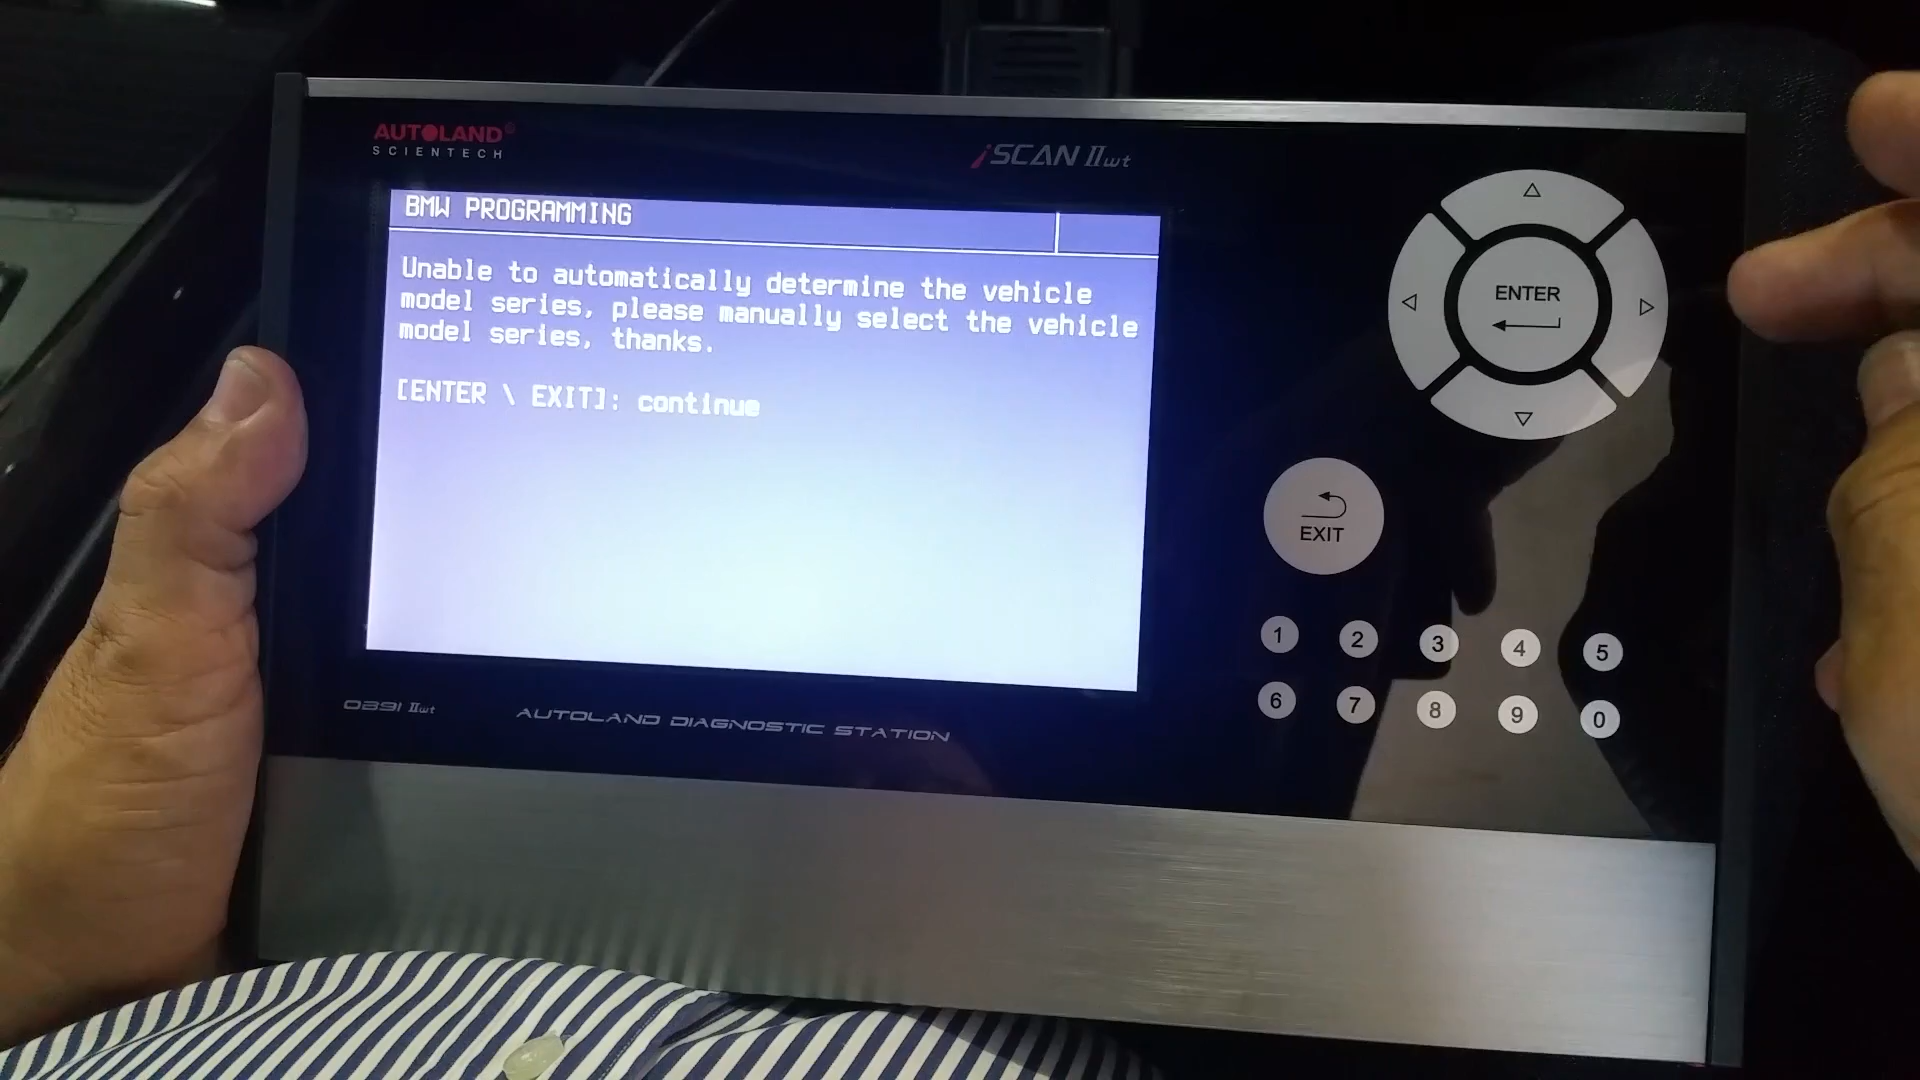 AUTOLAND®
SCIENTECH
iSCAN IIwt
BMW PROGRAMMING
Unable to automatically determine the vehicle
model series, please manually select the vehicle
model series, thanks.
[ENTER \ EXIT]: continue
ENTER
EXIT
1 2 3 4 5
6 7 8 9 0
OB91 IIwt
AUTOLAND DIAGNOSTIC STATION